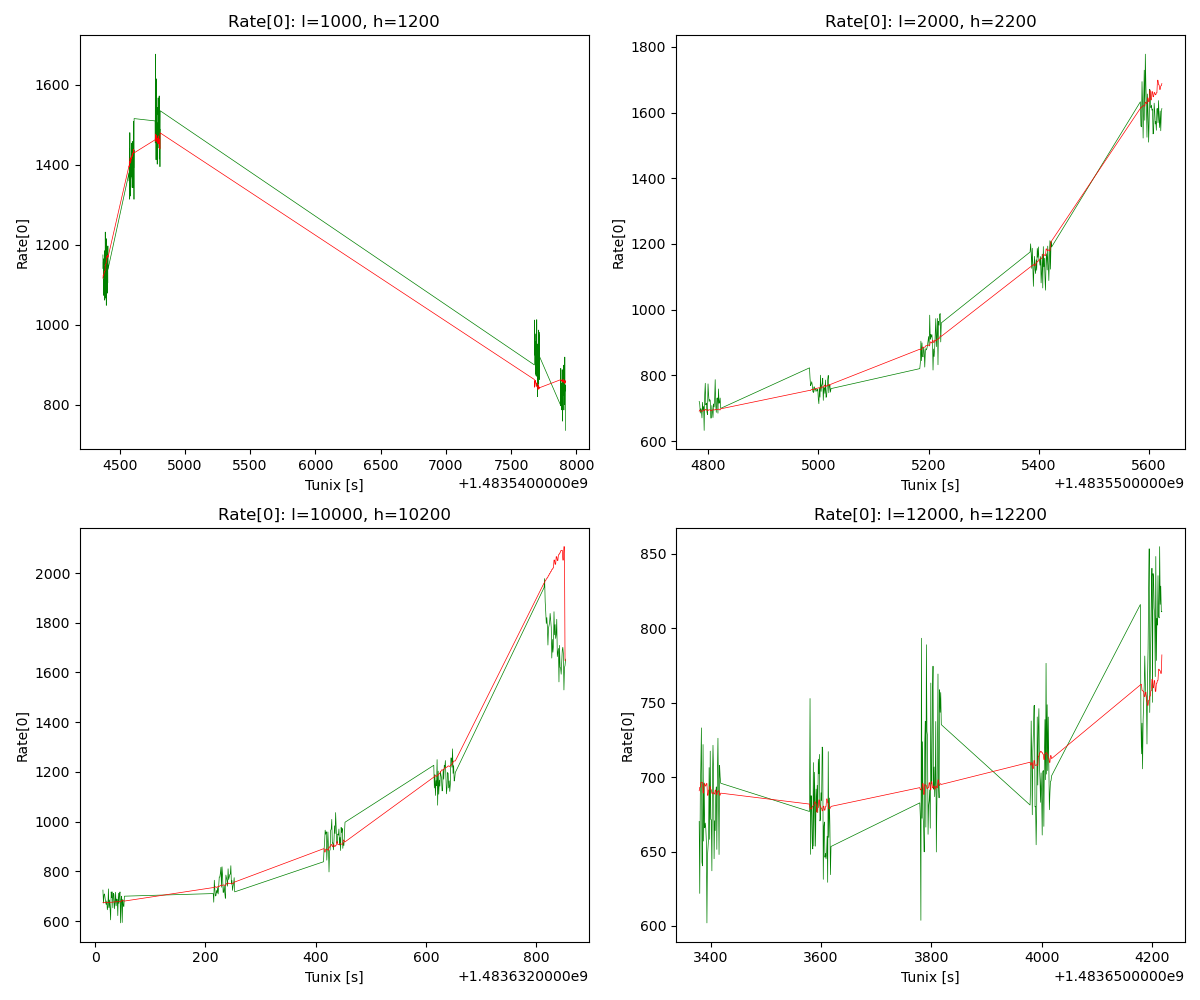 Rate[0]: l=1000, h=1200
Rate[0]
1600
1400
1200
1000
800
4500 5000 5500 6000 6500 7000 7500 8000
Tunix [s]
+1.4835400000e9
Rate[0]: l=2000, h=2200
Rate[0]
1800
1600
1400
1200
1000
800
600
4800 5000 5200 5400 5600
Tunix [s]
+1.4835500000e9
Rate[0]: l=10000, h=10200
Rate[0]
2000
1800
1600
1400
1200
1000
800
600
0 200 400 600 800
Tunix [s]
+1.4836320000e9
Rate[0]: l=12000, h=12200
Rate[0]
850
800
750
700
650
600
3400 3600 3800 4000 4200
Tunix [s]
+1.4836500000e9